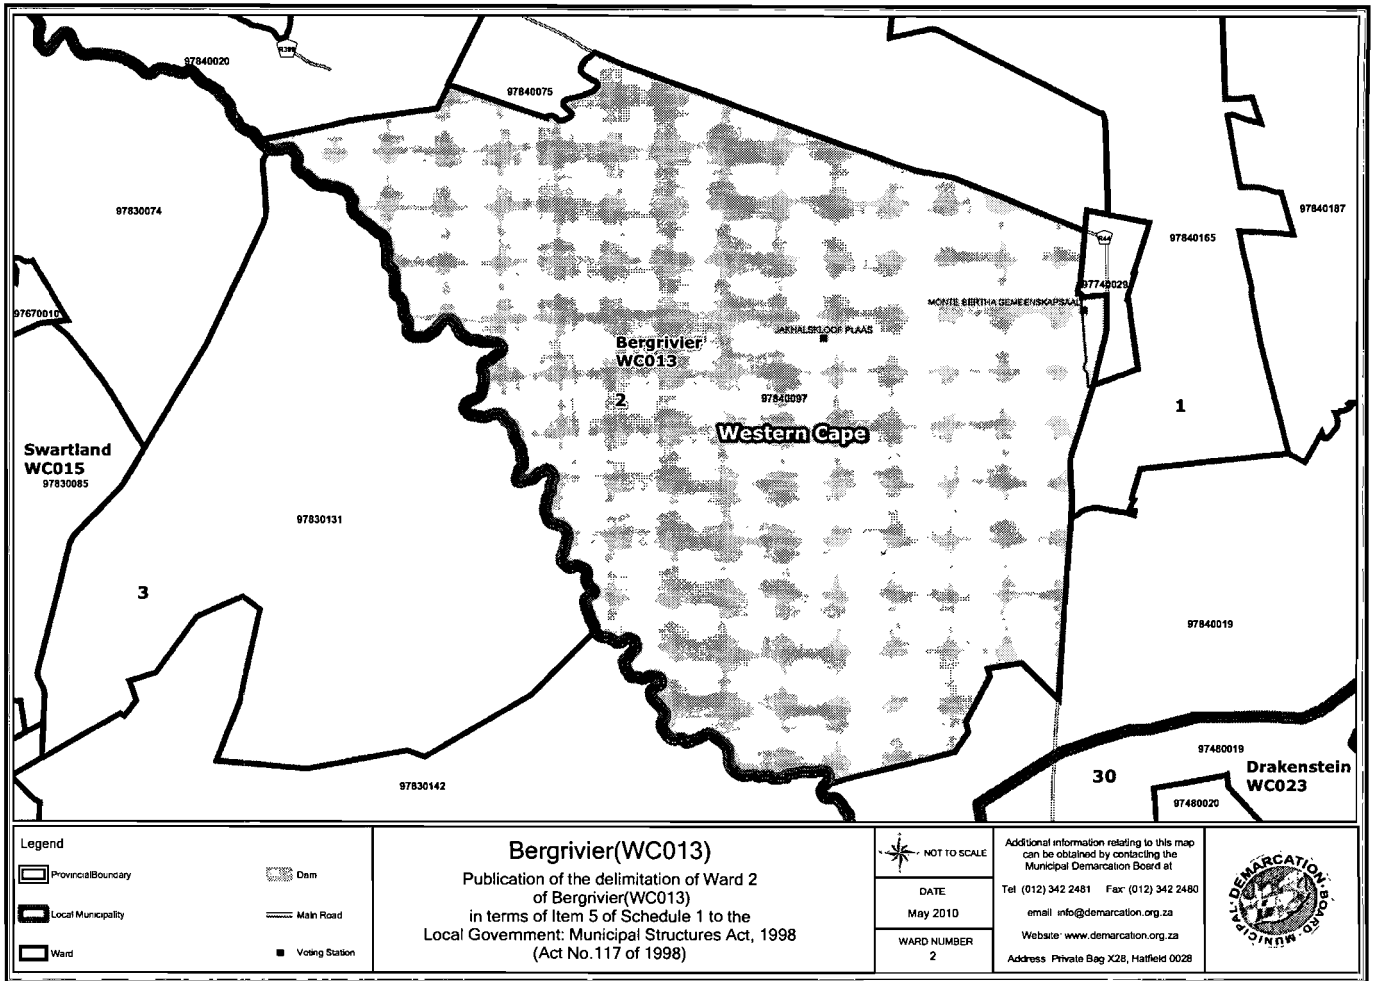 97840020
R399
97840075
97830074
97840187
97840165
R44
97740029
97670010
MONTE BERTHA GEMEENSKAPSAAL
JAKHALSKLOOF PLAAS
Bergrivier
WC013
2
97840097
1
Western Cape
Swartland
WC015
97830085
97830131
3
97840019
97480019
30
Drakenstein
WC023
97830142
97480020
Legend
ProvincialBoundary
Dam
Local Municipality
Main Road
Ward
Voting Station
Bergrivier(WC013)
Publication of the delimitation of Ward 2
of Bergrivier(WC013)
in terms of Item 5 of Schedule 1 to the
Local Government: Municipal Structures Act, 1998
(Act No.117 of 1998)
NOT TO SCALE
DATE
May 2010
WARD NUMBER
2
Additional information relating to this map
can be obtained by contacting the
Municipal Demarcation Board at
Tel (012) 342 2481 Fax (012) 342 2480
email info@demarcation.org.za
Website: www.demarcation.org.za
Address Private Bag X28, Hatfield 0028
MUNICIPAL DEMARCATION BOARD